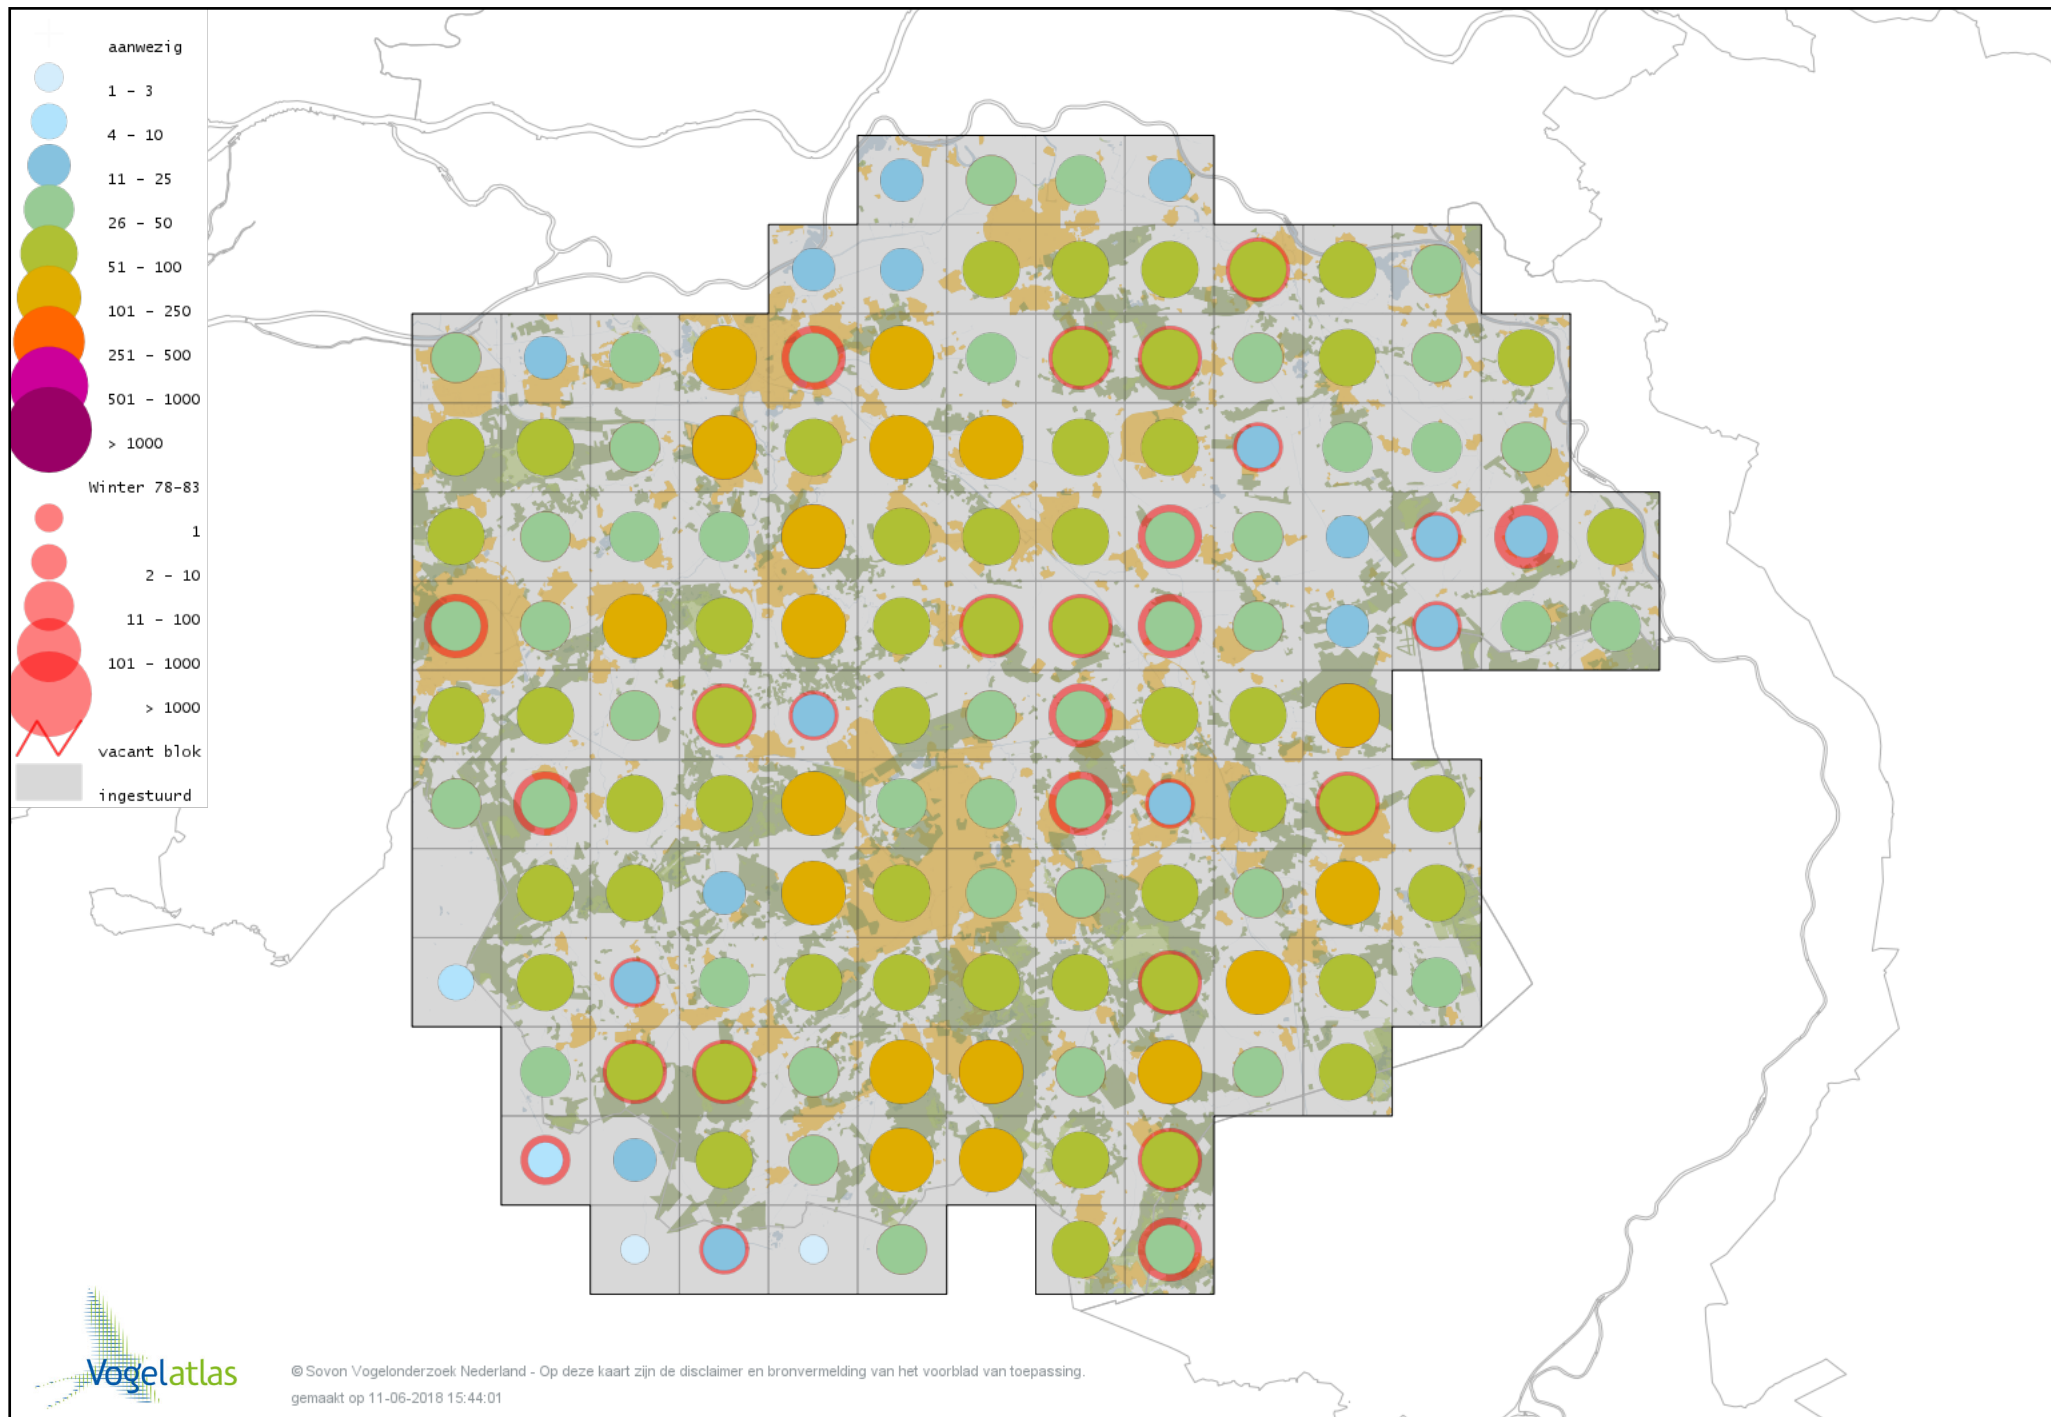 aanwezig
1 - 3
4 - 10
11 - 25
26 - 50
51 - 100
101 - 250
251 - 500
501 - 1000
> 1000
Winter 78-83
1
2 - 10
11 - 100
101 - 1000
> 1000
vacant blok
ingestuurd
Vogelatlas
© Sovon Vogelonderzoek Nederland - Op deze kaart zijn de disclaimer en bronvermelding van het voorblad van toepassing.
gemaakt op 11-06-2018 15:44:01